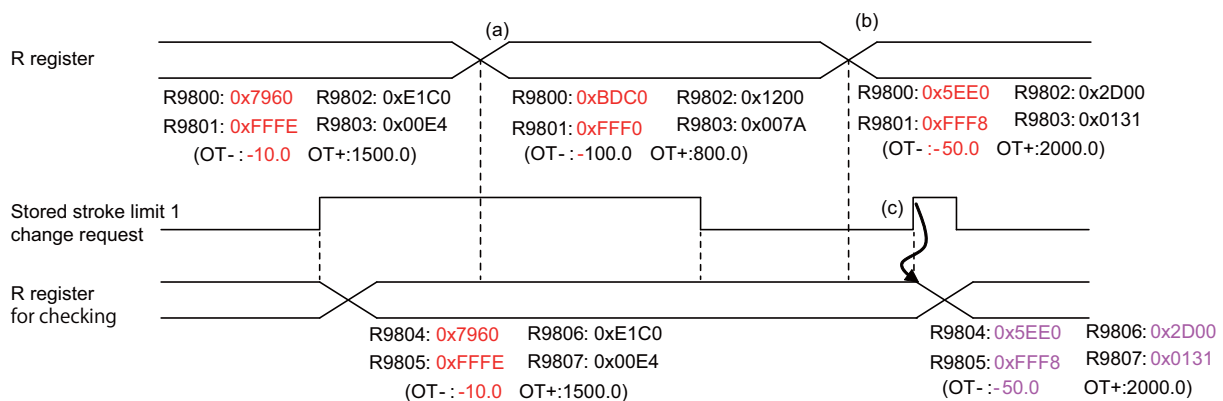 (a)
(b)
R register
R9800: 0x7960 R9802: 0xE1C0
R9801: 0xFFFE R9803: 0x00E4
(OT- : -10.0 OT+:1500.0)
R9800: 0xBDC0 R9802: 0x1200
R9801: 0xFFF0 R9803: 0x007A
(OT- : -100.0 OT+:800.0)
R9800: 0x5EE0 R9802: 0x2D00
R9801: 0xFFF8 R9803: 0x0131
(OT- :-50.0 OT+:2000.0)
Stored stroke limit 1
change request
(c)
R register
for checking
R9804: 0x7960 R9806: 0xE1C0
R9805: 0xFFFE R9807: 0x00E4
(OT- : -10.0 OT+:1500.0)
R9804: 0x5EE0 R9806: 0x2D00
R9805: 0xFFF8 R9807: 0x0131
(OT- :-50.0 OT+:2000.0)